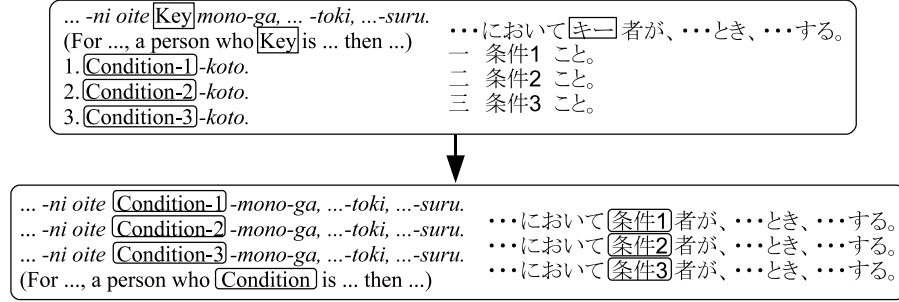 ... -ni oite Key mono-ga, ... -toki, ...-suru.
(For ..., a person who Key is ... then ...)
1. Condition-1 -koto.
2. Condition-2 -koto.
3. Condition-3 -koto.
・・・において キー 者が、・・・とき、・・・する。
一 条件1 こと。
二 条件2 こと。
三 条件3 こと。
... -ni oite Condition-1 -mono-ga, ...-toki, ...-suru.
... -ni oite Condition-2 -mono-ga, ...-toki, ...-suru.
... -ni oite Condition-3 -mono-ga, ...-toki, ...-suru.
(For ..., a person who Condition is ... then ...)
・・・において 条件1 者が、・・・とき、・・・する。
・・・において 条件2 者が、・・・とき、・・・する。
・・・において 条件3 者が、・・・とき、・・・する。